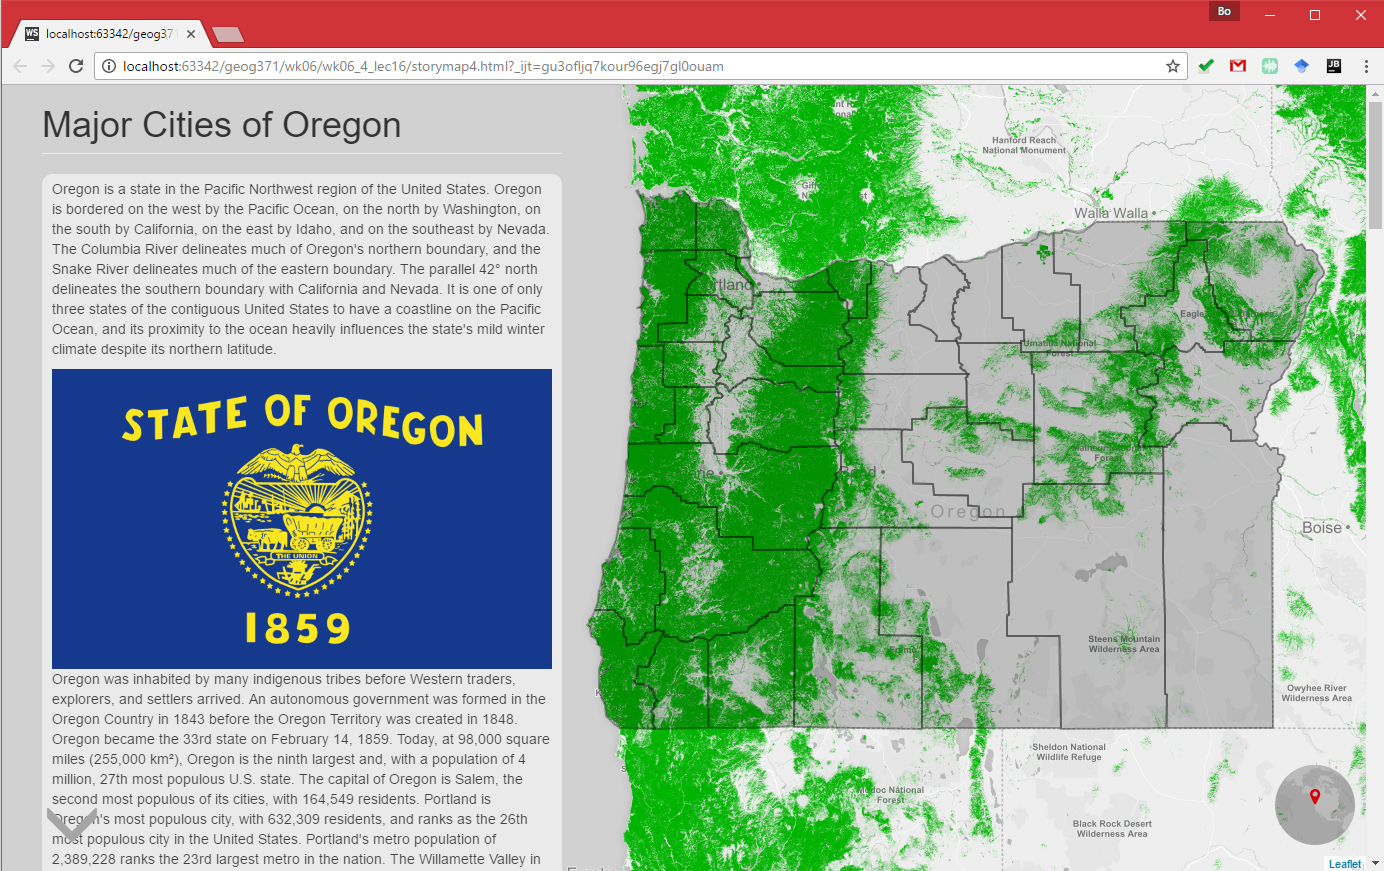 Bo
WS localhost:63342/geog371
localhost:63342/geog371/wk06/wk06_4_lec16/storymap4.html?_ijt=gu3ofljq7kour96egj7gl0ouam
JB
Major Cities of Oregon
Oregon is a state in the Pacific Northwest region of the United States. Oregon
is bordered on the west by the Pacific Ocean, on the north by Washington, on
the south by California, on the east by Idaho, and on the southeast by Nevada.
The Columbia River delineates much of Oregon's northern boundary, and the
Snake River delineates much of the eastern boundary. The parallel 42° north
delineates the southern boundary with California and Nevada. It is one of only
three states of the contiguous United States to have a coastline on the Pacific
Ocean, and its proximity to the ocean heavily influences the state's mild winter
climate despite its northern latitude.
STATE OF OREGON
THE UNION
1859
Oregon was inhabited by many indigenous tribes before Western traders,
explorers, and settlers arrived. An autonomous government was formed in the
Oregon Country in 1843 before the Oregon Territory was created in 1848.
Oregon became the 33rd state on February 14, 1859. Today, at 98,000 square
miles (255,000 km²), Oregon is the ninth largest and, with a population of 4
million, 27th most populous U.S. state. The capital of Oregon is Salem, the
second most populous of its cities, with 164,549 residents. Portland is
Oregon's most populous city, with 632,309 residents, and ranks as the 26th
most populous city in the United States. Portland's metro population of
2,389,228 ranks the 23rd largest metro in the nation. The Willamette Valley in
Hanford Reach
National Monument
Walla Walla
Portland
Eagle
Umatilla National
Forest
Malheur National
Forest
Bend
Oregon
Boise
Steens Mountain
Wilderness Area
Owyhee River
Wilderness Area
Sheldon National
Wildlife Refuge
Modoc National
Forest
Black Rock Desert
Wilderness Area
Leaflet